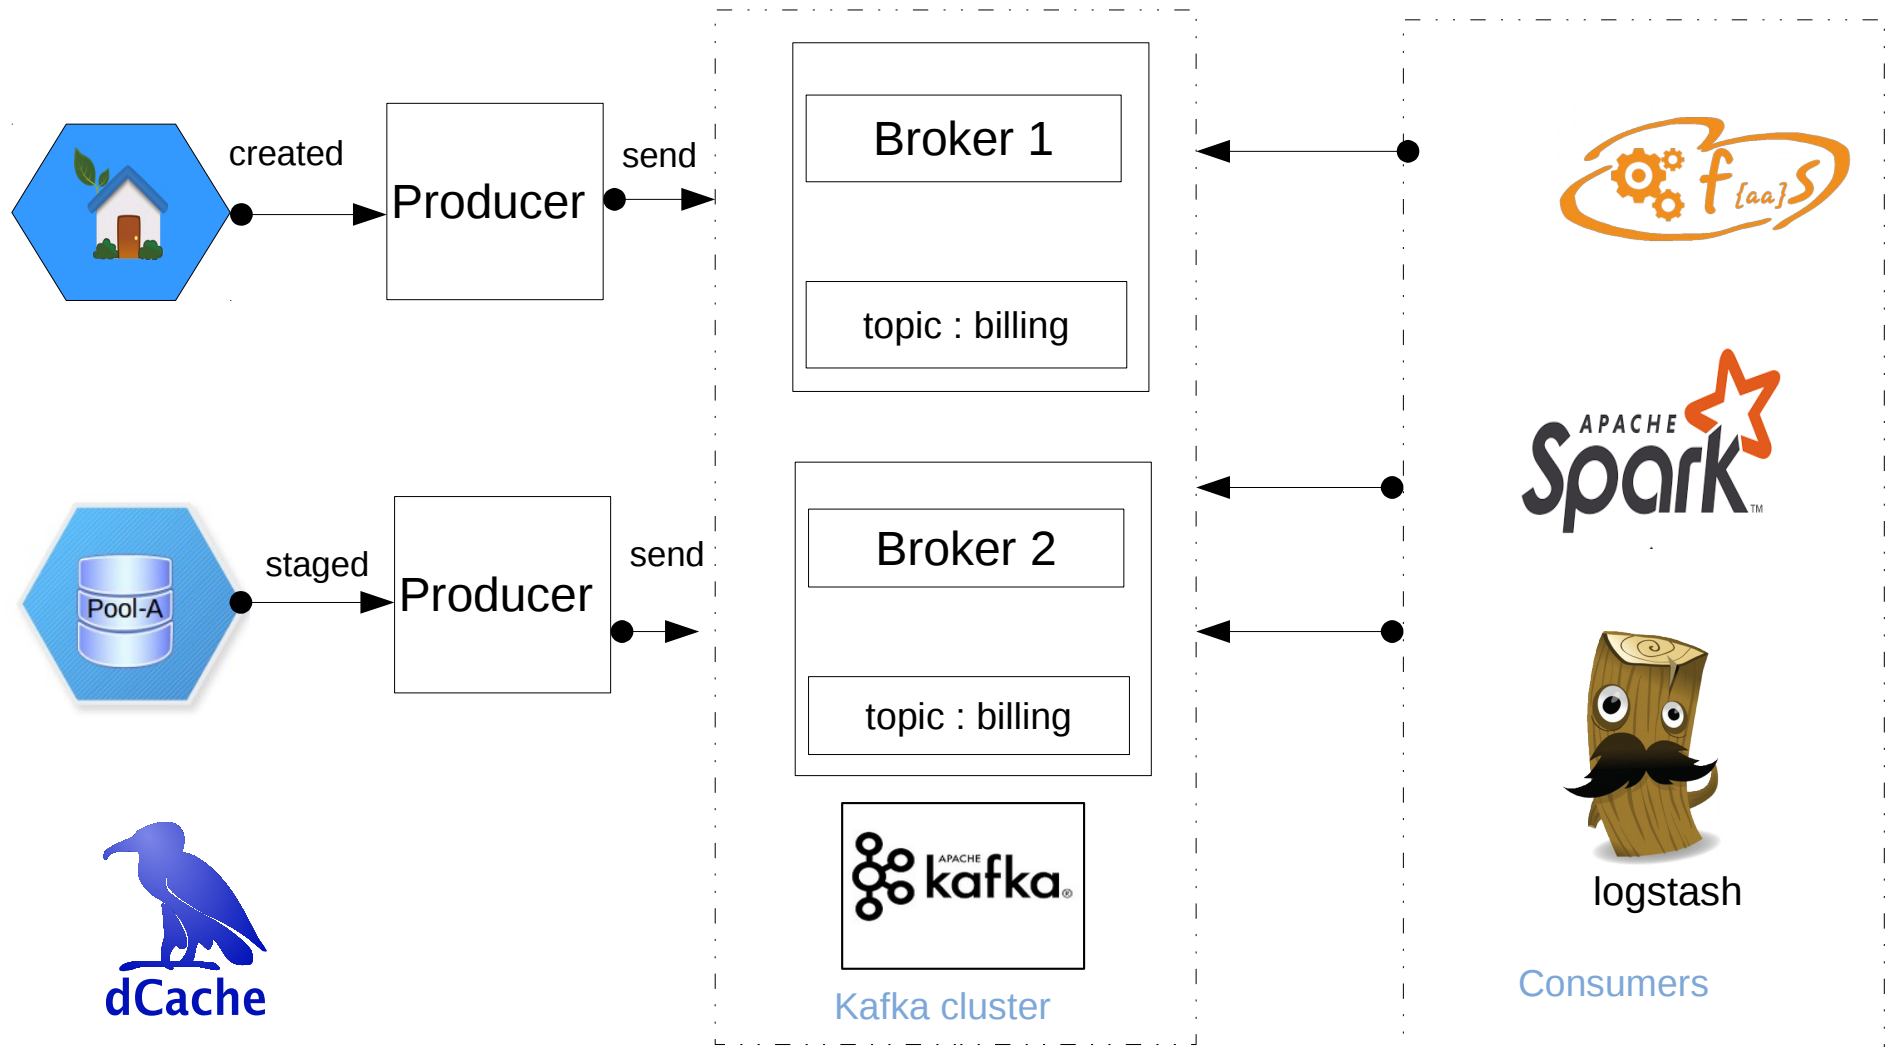 created
Producer
send
Broker 1
topic : billing
f{aa}s
APACHE
Spark™
Pool-A
staged
Producer
send
Broker 2
topic : billing
APACHE
kafka®
Kafka cluster
logstash
Consumers
dCache